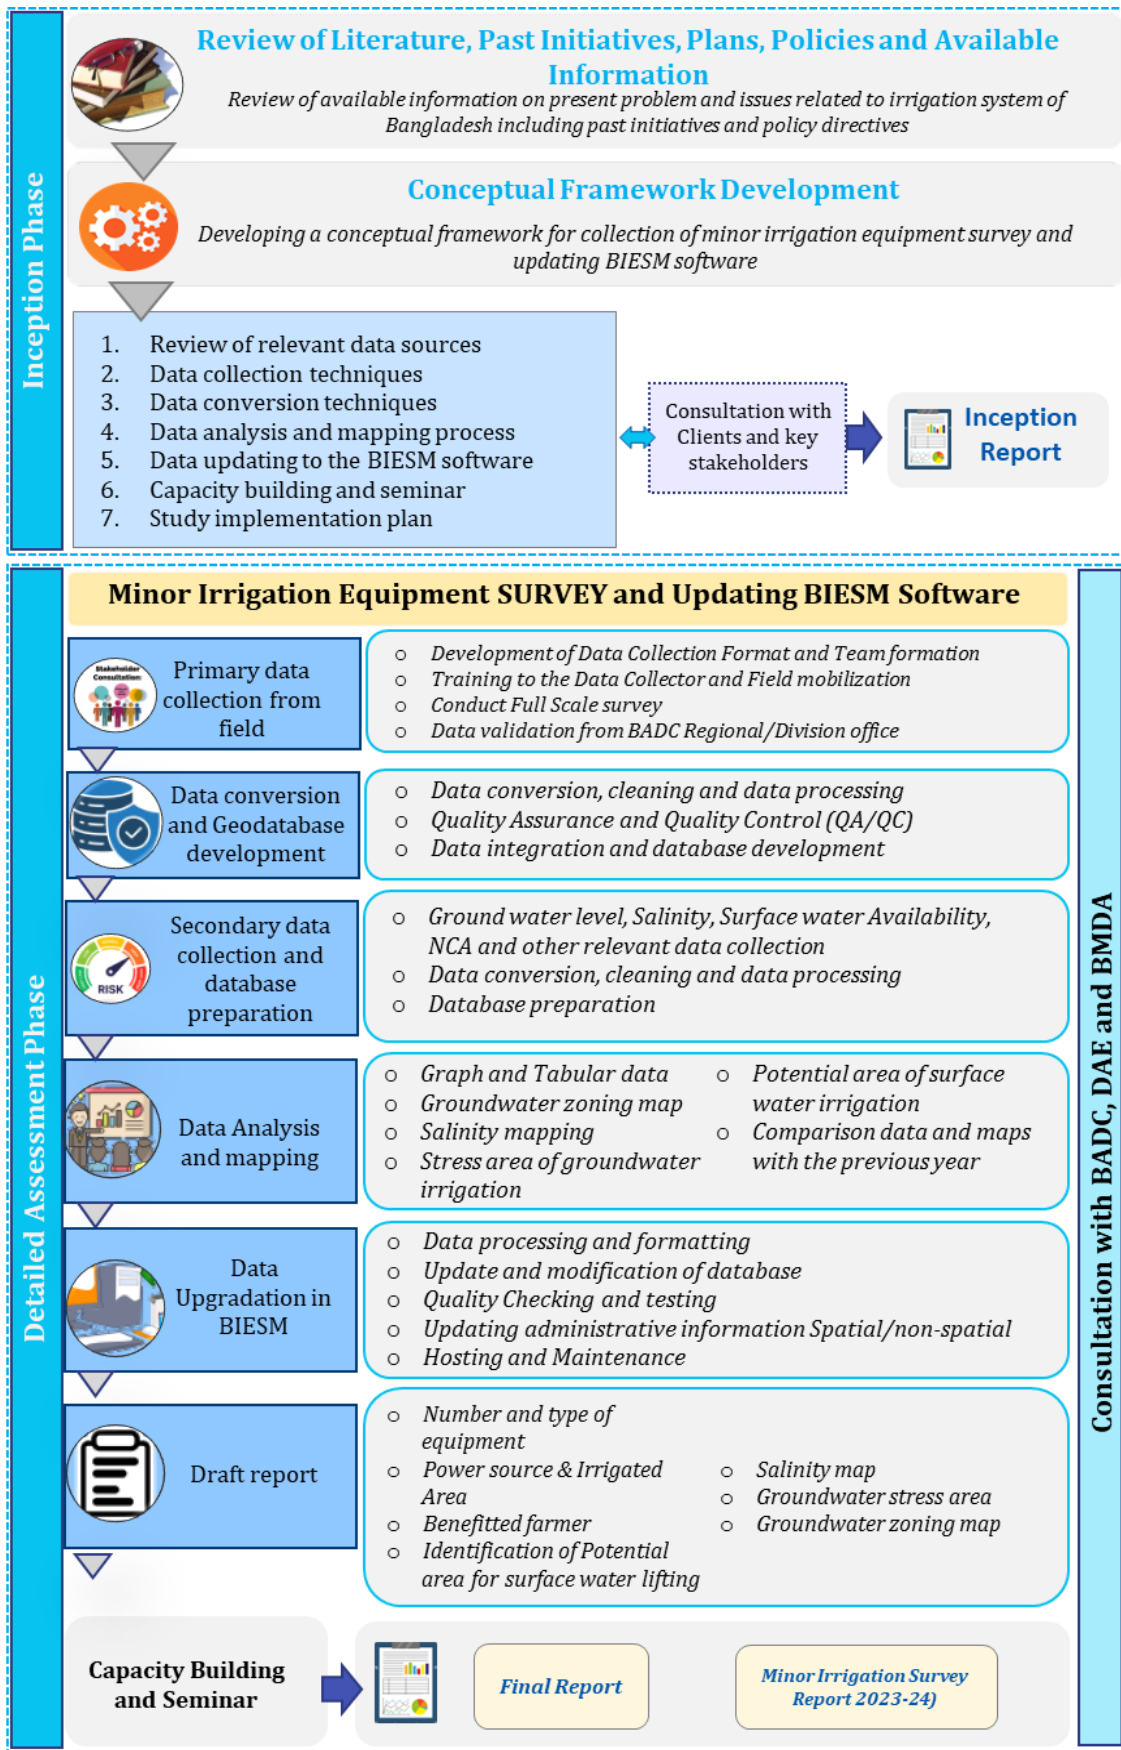 Inception Phase
Review of Literature, Past Initiatives, Plans, Policies and Available
Information
Review of available information on present problem and issues related to irrigation system of
Bangladesh including past initiatives and policy directives
Conceptual Framework Development
Developing a conceptual framework for collection of minor irrigation equipment survey and
updating BIESM software
1. Review of relevant data sources
2. Data collection techniques
3. Data conversion techniques
4. Data analysis and mapping process
5. Data updating to the BIESM software
6. Capacity building and seminar
7. Study implementation plan
Consultation with
Clients and key
stakeholders
Inception
Report
Detailed Assessment Phase
Minor Irrigation Equipment SURVEY and Updating BIESM Software
Stakeholder
Consultation:
Primary data
collection from
field
o Development of Data Collection Format and Team formation
o Training to the Data Collector and Field mobilization
o Conduct Full Scale survey
o Data validation from BADC Regional/Division office
Data conversion
and Geodatabase
development
o Data conversion, cleaning and data processing
o Quality Assurance and Quality Control (QA/QC)
o Data integration and database development
RISK
Secondary data
collection and
database
preparation
o Ground water level, Salinity, Surface water Availability,
NCA and other relevant data collection
o Data conversion, cleaning and data processing
o Database preparation
Data Analysis
and mapping
o Graph and Tabular data
o Groundwater zoning map
o Salinity mapping
o Stress area of groundwater
irrigation
o Potential area of surface
water irrigation
o Comparison data and maps
with the previous year
Data
Upgradation in
BIESM
o Data processing and formatting
o Update and modification of database
o Quality Checking and testing
o Updating administrative information Spatial/non-spatial
o Hosting and Maintenance
Draft report
o Number and type of
equipment
o Power source & Irrigated
Area
o Benefitted farmer
o Identification of Potential
area for surface water lifting
o Salinity map
o Groundwater stress area
o Groundwater zoning map
Capacity Building
and Seminar
Final Report
Minor Irrigation Survey
Report 2023-24)
Consultation with BADC, DAE and BMDA